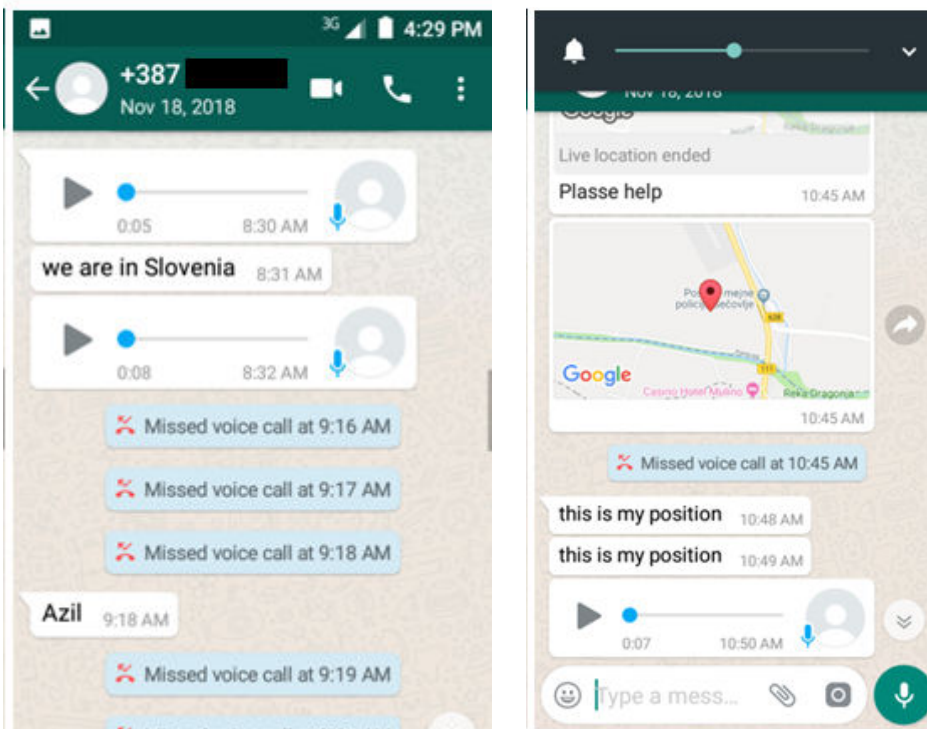 3G 4:29 PM
+387
Nov 18, 2018
0:05 8:30 AM
we are in Slovenia 8:31 AM
0:08 8:32 AM
Missed voice call at 9:16 AM
Missed voice call at 9:17 AM
Missed voice call at 9:18 AM
Azil 9:18 AM
Missed voice call at 9:19 AM
Nov 18, 2018
Google
Live location ended
Plasse help 10:45 AM
mejne
628
111
Google
Casino Hotel Mulino
Reka Dragonja
10:45 AM
Missed voice call at 10:45 AM
this is my position 10:48 AM
this is my position 10:49 AM
0:07 10:50 AM
Type a mess...